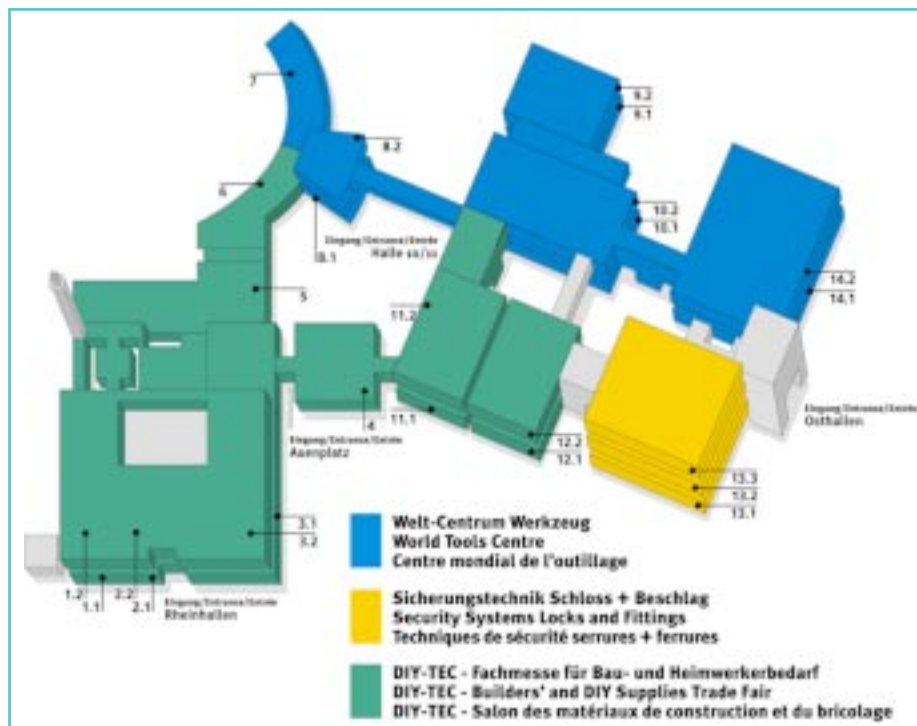 7
8.2
9.2
9.1
6
10.2
10.1
Eingang/Entrance/Entrée
Halle 10/11
8.1
14.2
14.1
5
11.2
4
11.1
Eingang/Entrance/Entrée
Auenplatz
Eingang/Entrance/Entrée
Osthallen
12.2
12.1
13.3
13.2
13.1
3.1
3.2
1.2
1.1
2.2
2.1
Eingang/Entrance/Entrée
Rheinhallen
Welt-Centrum Werkzeug
World Tools Centre
Centre mondial de l'outillage
Sicherungstechnik Schloss + Beschlag
Security Systems Locks and Fittings
Techniques de sécurité serrures + ferrures
DIY-TEC - Fachmesse für Bau- und Heimwerkerbedarf
DIY-TEC - Builders' and DIY Supplies Trade Fair
DIY-TEC - Salon des matériaux de construction et du bricolage